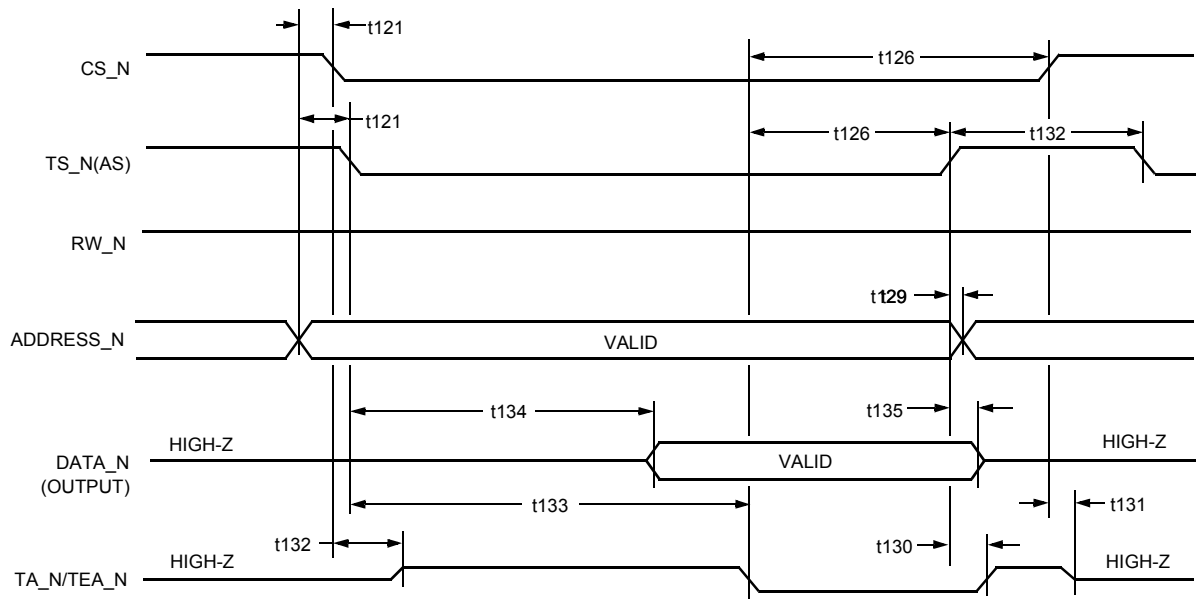 t121
CS_N
t126
t121
t126
t132
TS_N(AS)
RW_N
t129
ADDRESS_N
VALID
t134
t135
HIGH-Z
HIGH-Z
DATA_N
(OUTPUT)
VALID
t133
t131
t132
t130
HIGH-Z
HIGH-Z
TA_N/TEA_N